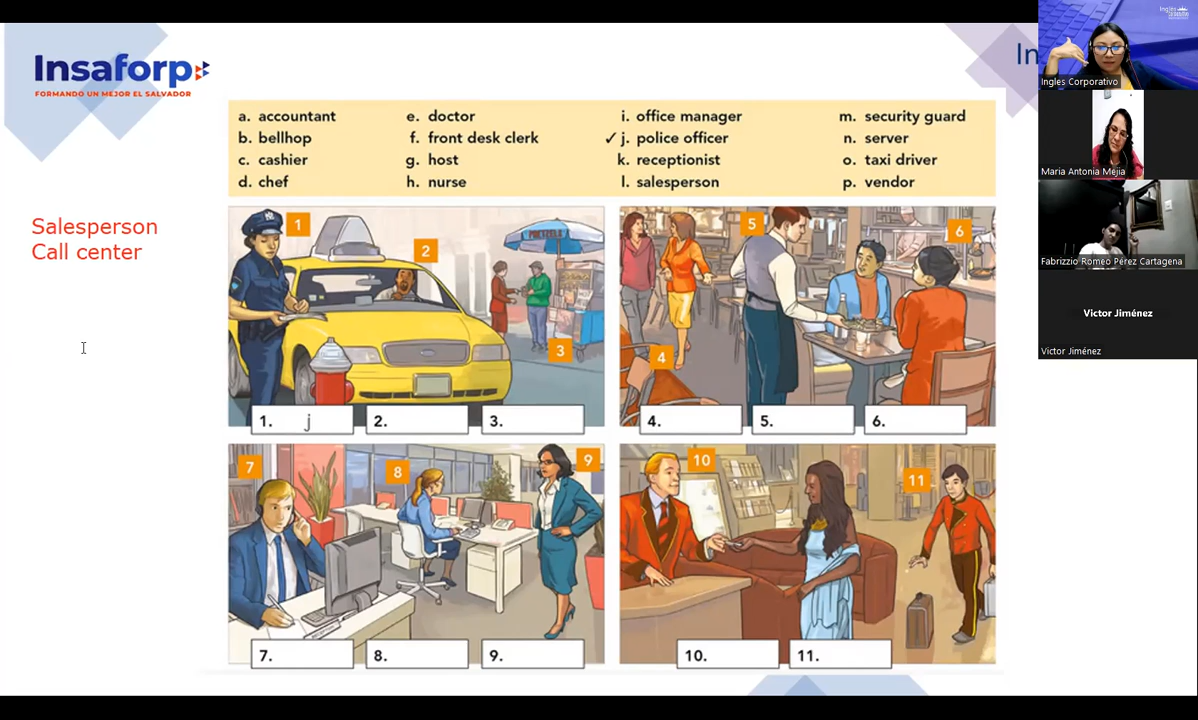 Insaforp
FORMANDO UN MEJOR EL SALVADOR
In
a. accountant
b. bellhop
c. cashier
d. chef
e. doctor
f. front desk clerk
g. host
h. nurse
i. office manager
✓ j. police officer
k. receptionist
l. salesperson
m. security guard
n. server
o. taxi driver
p. vendor
Salesperson
Call center
1
2
PRETZELS
3
1. j
2.
3.
5
6
4
4.
5.
6.
7
8
9
7.
8.
9.
10
11
10.
11.
Ingles Corporativo
Maria Antonia Mejia
Fabrizzio Romeo Pérez Cartagena
Victor Jiménez
Victor Jiménez